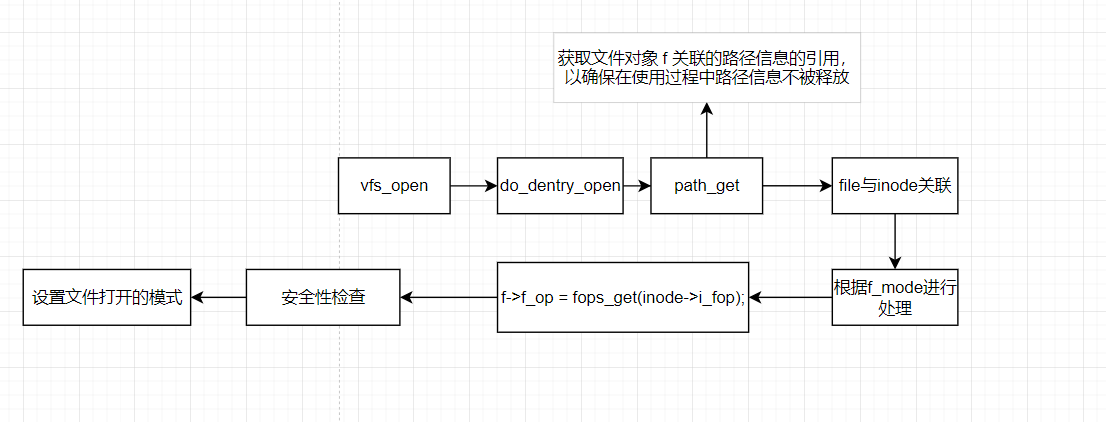 获取文件对象 f 关联的路径信息的引用，
以确保在使用过程中路径信息不被释放
vfs_open
do_dentry_open
path_get
file与inode关联
设置文件打开的模式
安全性检查
f->f_op = fops_get(inode->i_fop);
根据f_mode进行
处理